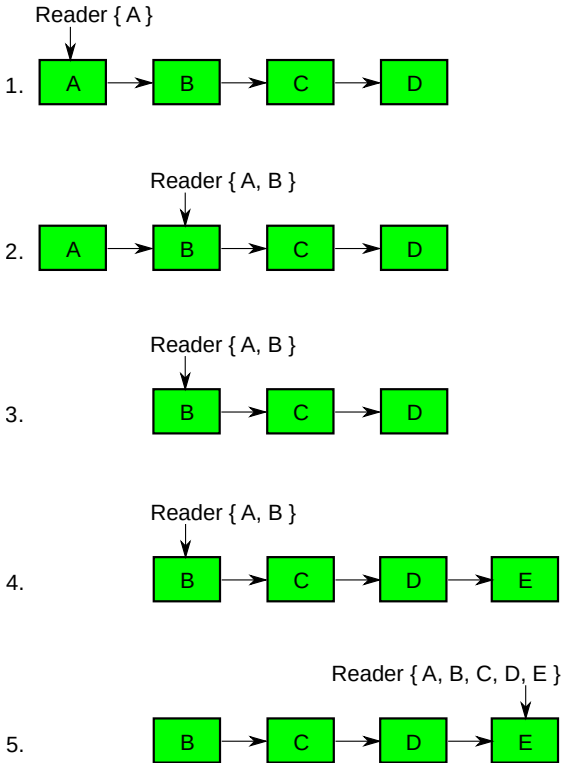 Reader { A }
1. A B C D
Reader { A, B }
2. A B C D
Reader { A, B }
3. B C D
Reader { A, B }
4. B C D E
Reader { A, B, C, D, E }
5. B C D E